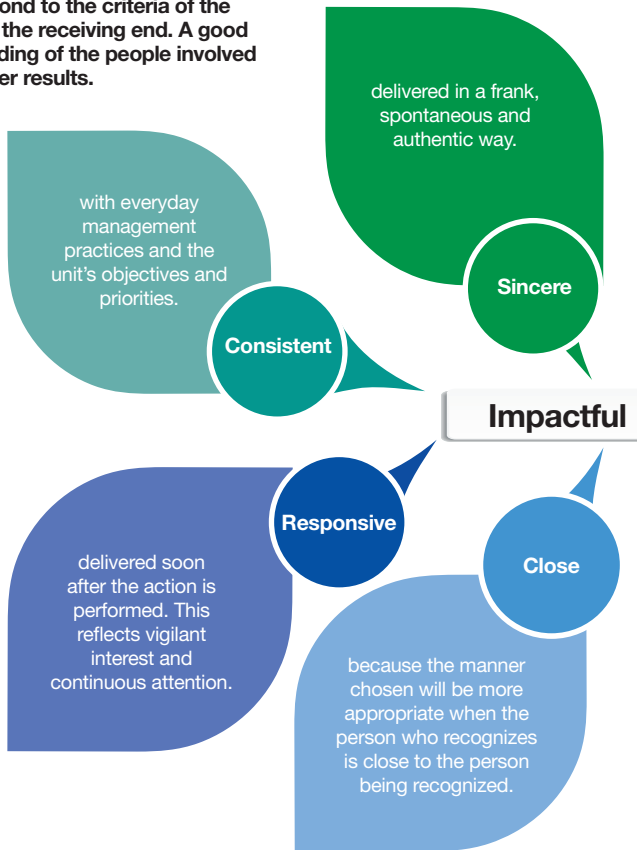 ond to the criteria of the
the receiving end. A good
ding of the people involved
er results.
delivered in a frank,
spontaneous and
authentic way.
Sincere
with everyday
management
practices and the
unit’s objectives and
priorities.
Consistent
Impactful
Responsive
delivered soon
after the action is
performed. This
reflects vigilant
interest and
continuous attention.
Close
because the manner
chosen will be more
appropriate when the
person who recognizes
is close to the person
being recognized.